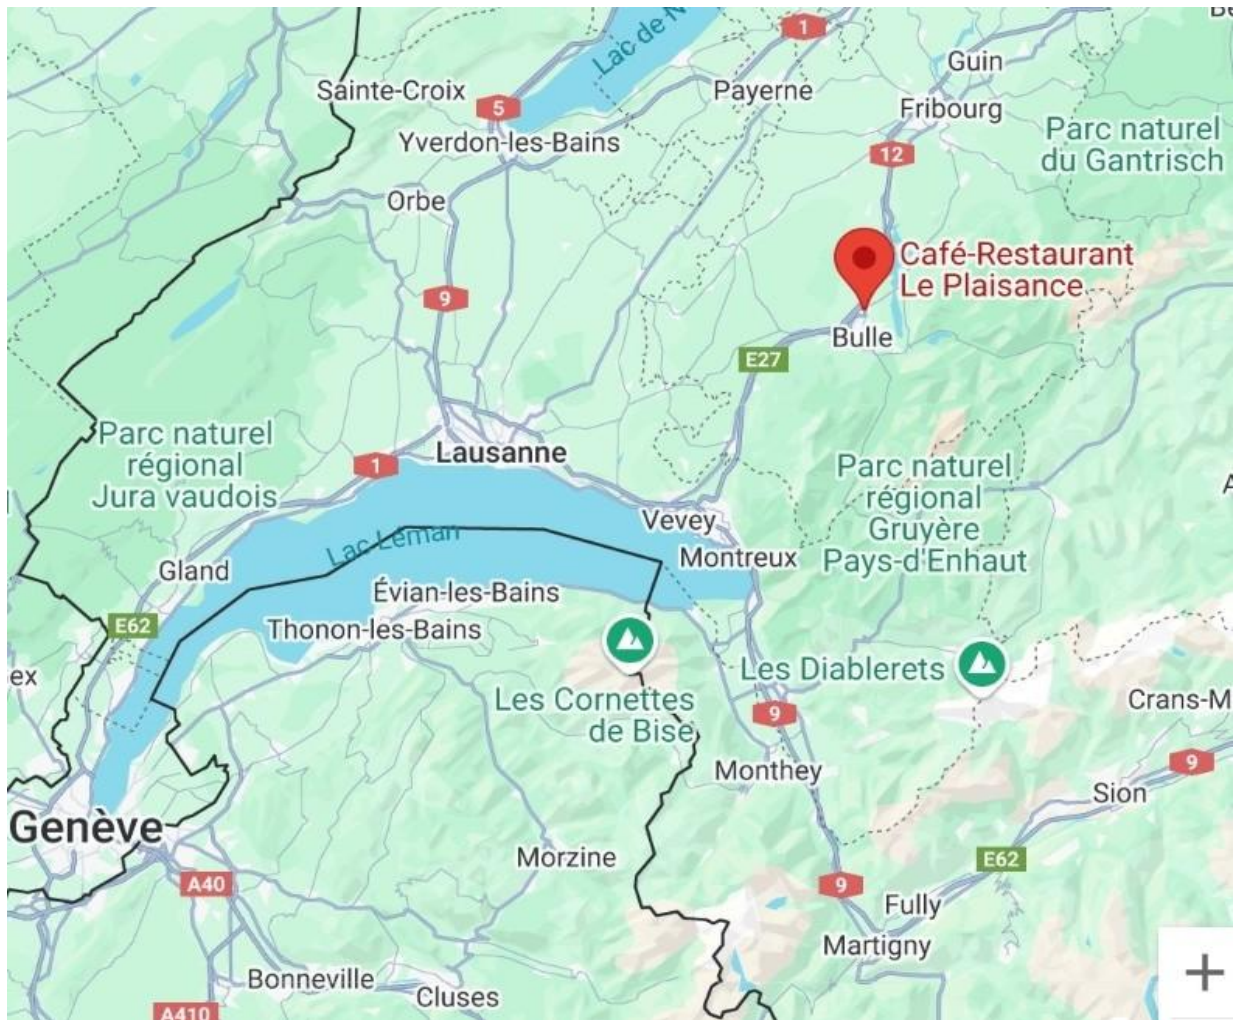 Lac de N
1
Guin
Sainte-Croix
5
Payerne
Fribourg
Yverdon-les-Bains
12
Parc naturel
du Gantrisch
Orbe
9
Café-Restaurant
Le Plaisance
Bulle
E27
Parc naturel
régional
Jura vaudois
1
Lausanne
Parc naturel
régional
Gruyère
Pays-d'Enhaut
Vevey
Lac Léman
Montreux
Gland
Évian-les-Bains
E62
Thonon-les-Bains
ex
Les Diablerets
Les Cornettes
de Bise
Crans-M
9
Monthey
9
Sion
Genève
Morzine
E62
A40
9
Fully
Martigny
Bonneville
Cluses
A410
+